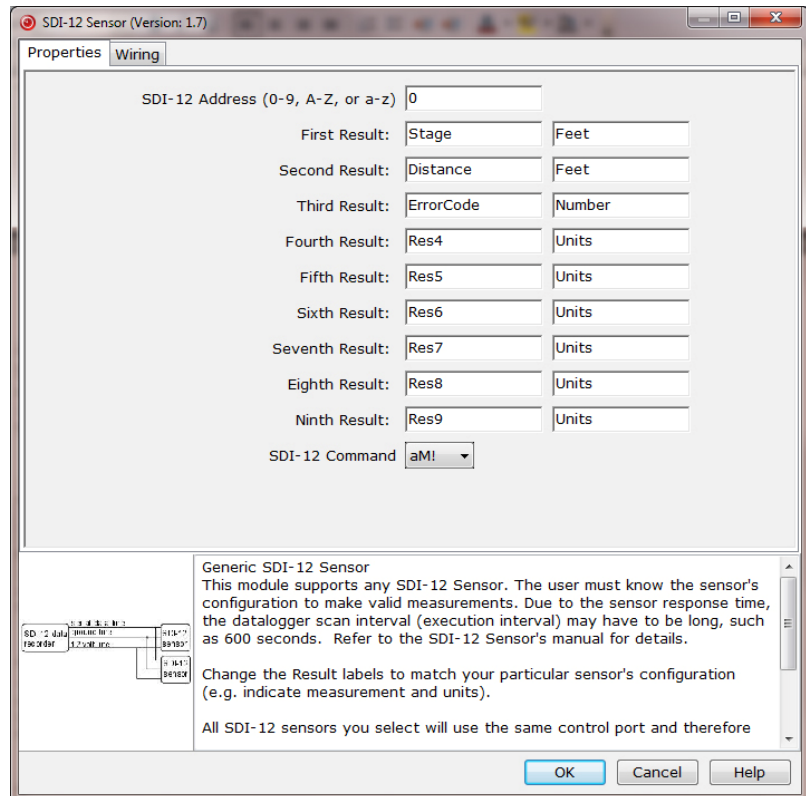 SDI-12 Sensor (Version: 1.7)
Properties Wiring
SDI-12 Address (0-9, A-Z, or a-z) 0
First Result: Stage Feet
Second Result: Distance Feet
Third Result: ErrorCode Number
Fourth Result: Res4 Units
Fifth Result: Res5 Units
Sixth Result: Res6 Units
Seventh Result: Res7 Units
Eighth Result: Res8 Units
Ninth Result: Res9 Units
SDI-12 Command aM!
Generic SDI-12 Sensor
This module supports any SDI-12 Sensor. The user must know the sensor's
configuration to make valid measurements. Due to the sensor response time,
the datalogger scan interval (execution interval) may have to be long, such
as 600 seconds. Refer to the SDI-12 Sensor's manual for details.
Change the Result labels to match your particular sensor's configuration
(e.g. indicate measurement and units).
All SDI-12 sensors you select will use the same control port and therefore
OK Cancel Help